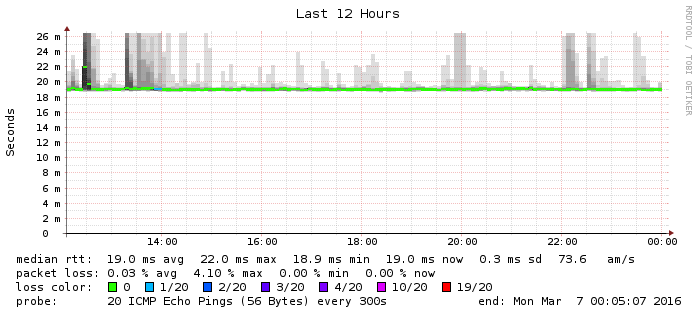 Last 12 Hours
RRDTOOL / TOBI OETIKER
Seconds
26 m
24 m
22 m
20 m
18 m
16 m
14 m
12 m
10 m
8 m
6 m
4 m
2 m
0
14:00 16:00 18:00 20:00 22:00 00:00
median rtt: 19.0 ms avg 22.0 ms max 18.9 ms min 19.0 ms now 0.3 ms sd 73.6 am/s
packet loss: 0.03 % avg 4.10 % max 0.00 % min 0.00 % now
loss color: 0 1/20 2/20 3/20 4/20 10/20 19/20
probe: 20 ICMP Echo Pings (56 Bytes) every 300s end: Mon Mar 7 00:05:07 2016